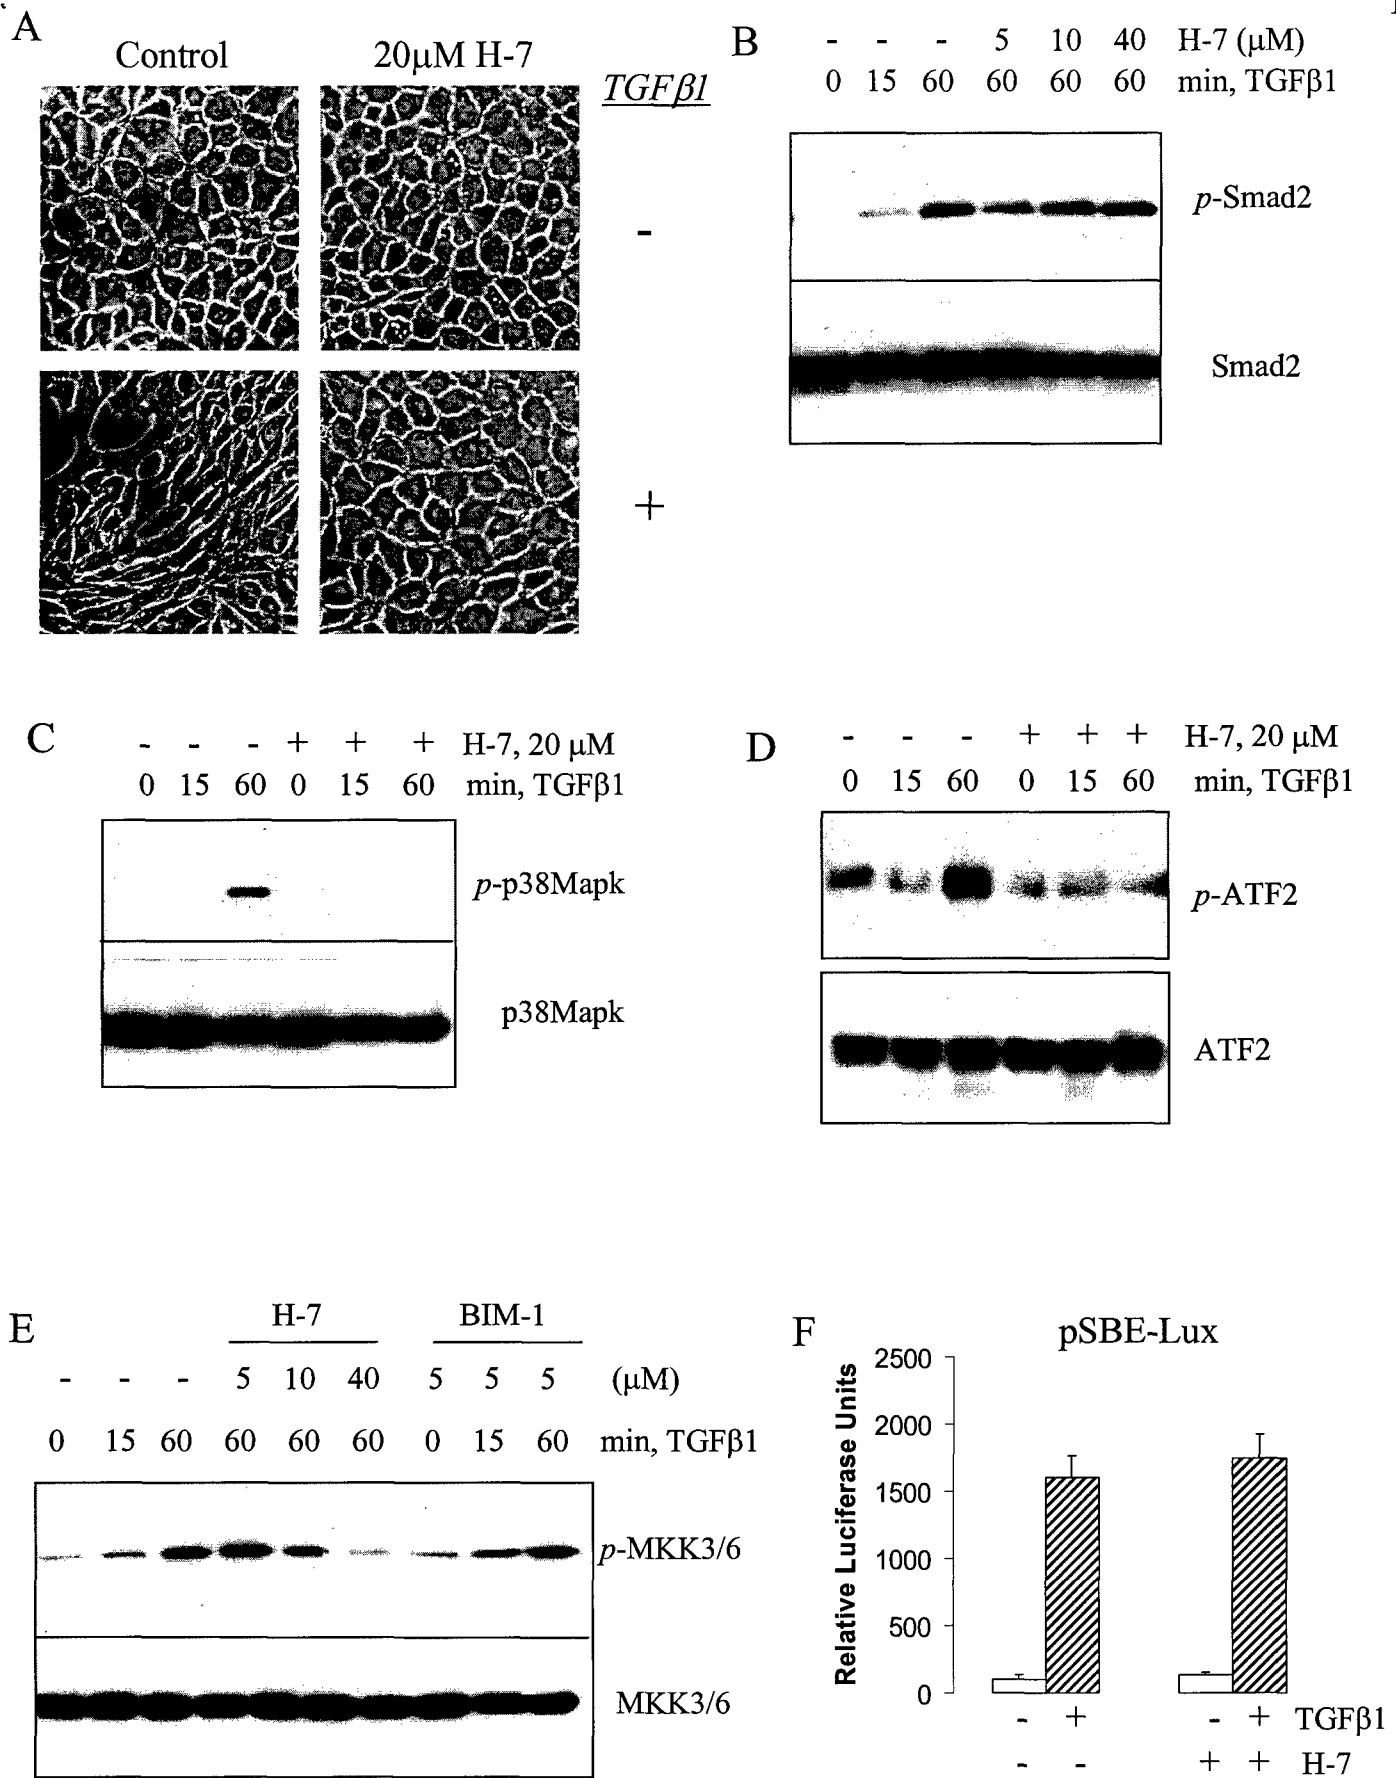 A
Control
20μM H-7
TGFβ1
-
+
B
- - - 5 10 40 H-7 (μM)
0 15 60 60 60 60 min, TGFβ1
p-Smad2
Smad2
C
- - - + + + H-7, 20 μM
0 15 60 0 15 60 min, TGFβ1
p-p38Mapk
p38Mapk
D
- - - + + + H-7, 20 μM
0 15 60 0 15 60 min, TGFβ1
p-ATF2
ATF2
E
H-7 BIM-1
- - - 5 10 40 5 5 5 (μM)
0 15 60 60 60 60 0 15 60 min, TGFβ1
p-MKK3/6
MKK3/6
F
pSBE-Lux
Relative Luciferase Units
2500
2000
1500
1000
500
0
- + - + TGFβ1
- - + + H-7